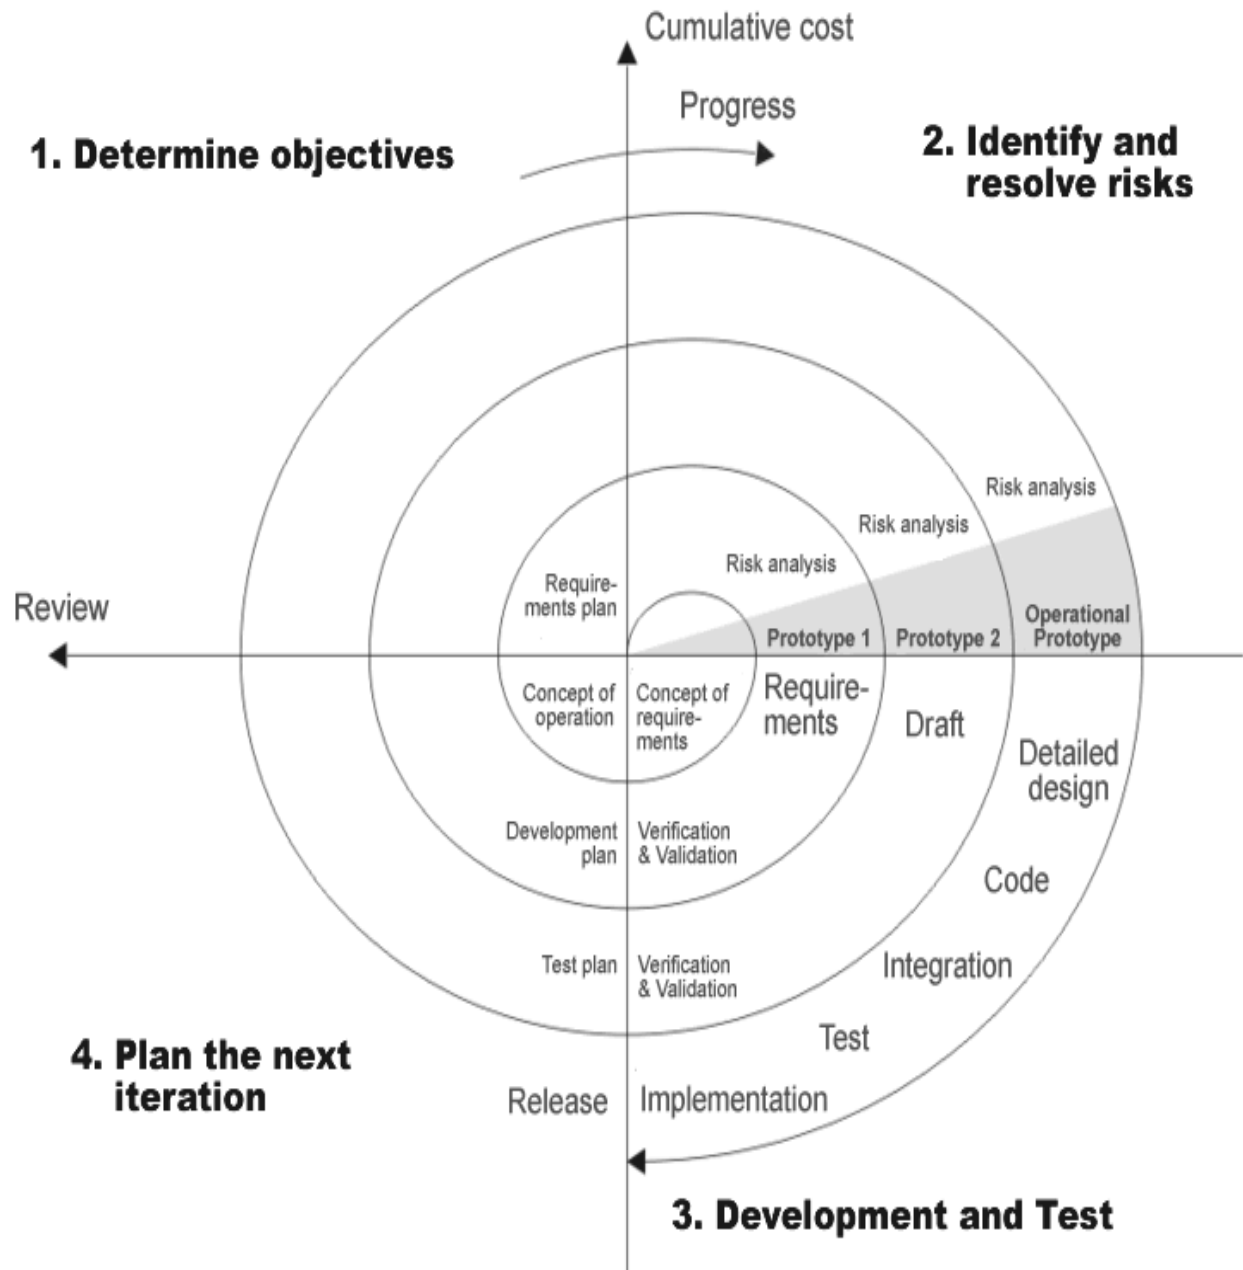 Cumulative cost
Progress
1. Determine objectives
2. Identify and
resolve risks
Risk analysis
Risk analysis
Risk analysis
Require-
ments plan
Review
Operational
Prototype
Prototype 1
Prototype 2
Concept of
operation
Concept of
require-
ments
Require-
ments
Draft
Detailed
design
Development
plan
Verification
& Validation
Code
Test plan
Verification
& Validation
Integration
Test
4. Plan the next
iteration
Release
Implementation
3. Development and Test